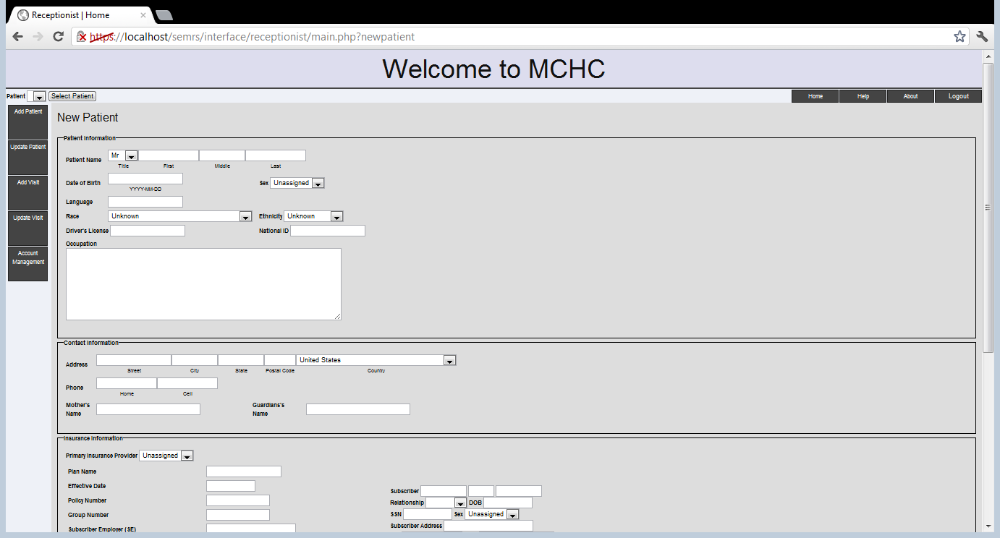 Receptionist | Home
https://localhost/semrs/interface/receptionist/main.php?newpatient
Welcome to MCHC
Patient Select Patient Home Help About Logout
Add Patient
Update Patient
Add Visit
Update Visit
Account
Management
New Patient
Patient Information
Patient Name Mr
Title First Middle Last
Date of Birth Sex Unassigned
YYYY-MM-DD
Language
Race Unknown Ethnicity Unknown
Driver's License National ID
Occupation
Contact Information
Address United States
Street City State Postal Code Country
Phone
Home Cell
Mother's
Name
Guardians's
Name
Insurance Information
Primary Insurance Provider Unassigned
Plan Name
Effective Date
Policy Number
Group Number
Subscriber Employer (SE)
Subscriber
Relationship DOB
SSN Sex Unassigned
Subscriber Address